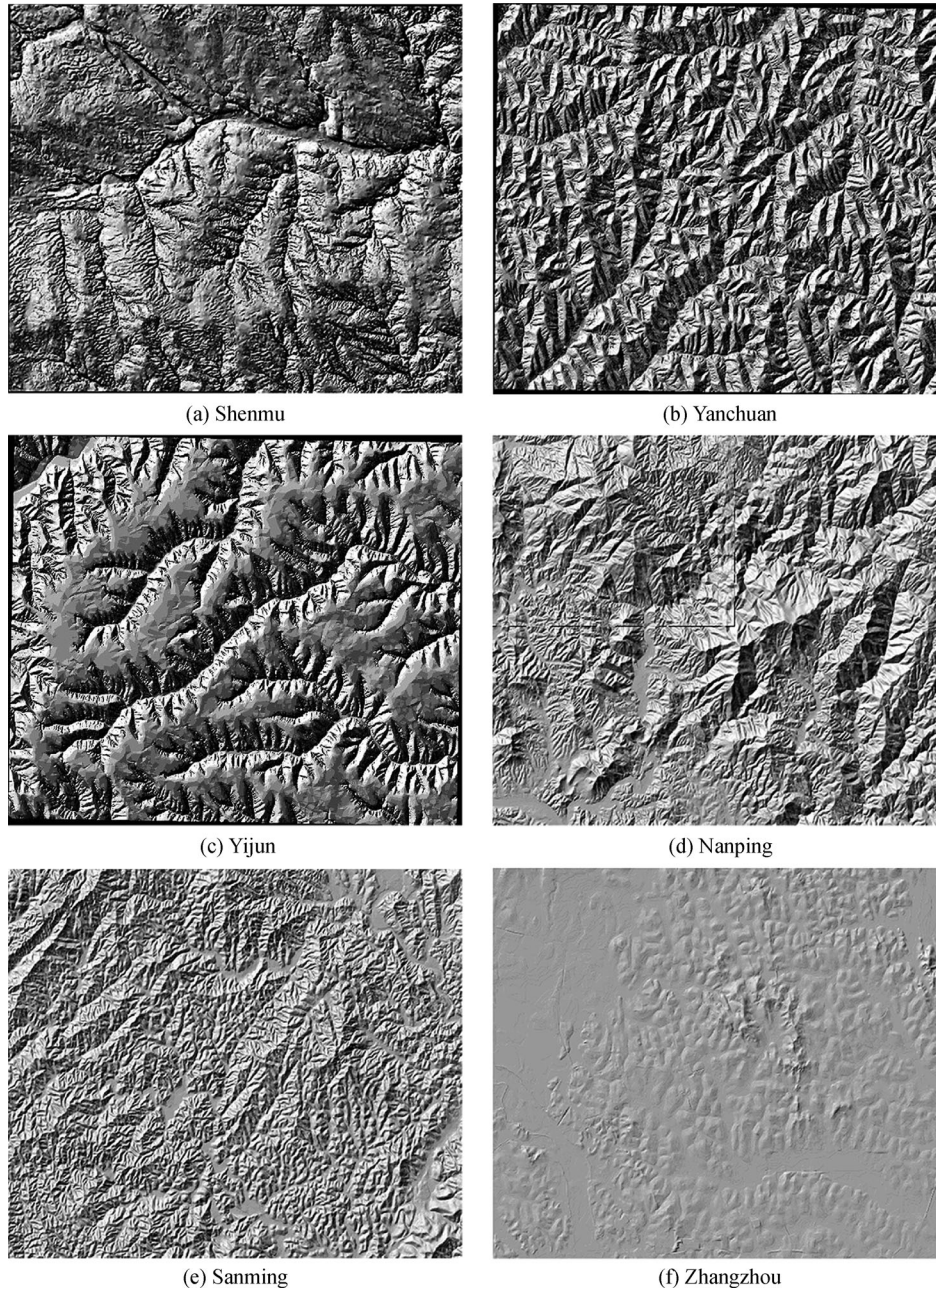 (a) Shenmu
(b) Yanchuan
(c) Yijun
(d) Nanping
(e) Sanming
(f) Zhangzhou